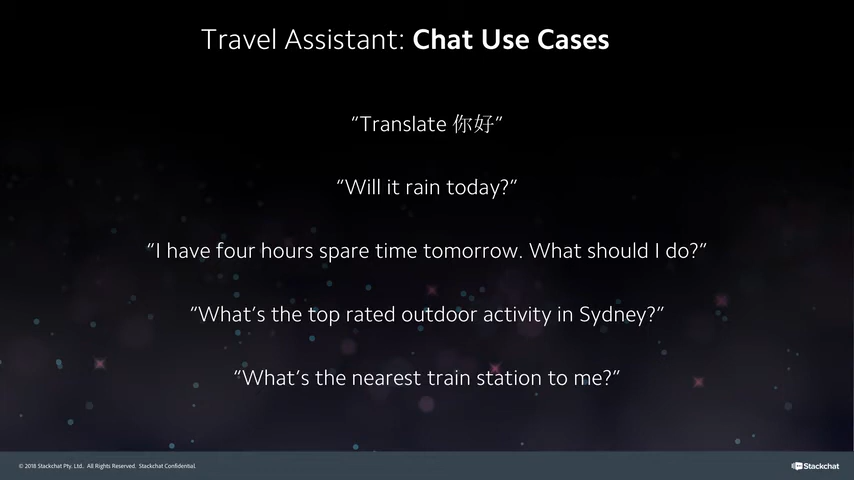 Travel Assistant: Chat Use Cases
“Translate 你好”
“Will it rain today?”
“I have four hours spare time tomorrow. What should I do?”
“What’s the top rated outdoor activity in Sydney?”
“What’s the nearest train station to me?”
© 2018 Stackchat Pty. Ltd. All Rights Reserved. Stackchat Confidential.
Stackchat